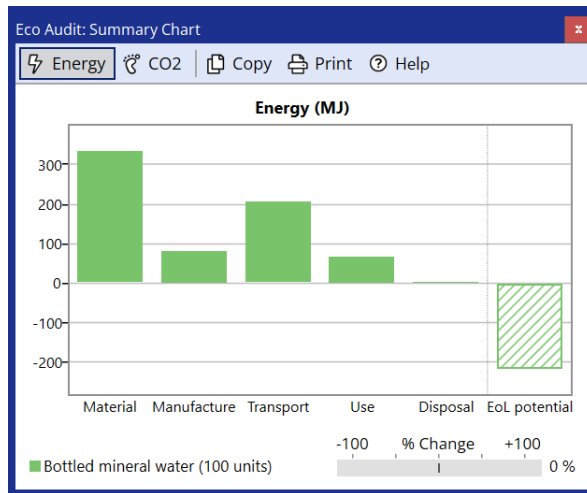 Eco Audit: Summary Chart
Energy CO2 Copy Print Help
Energy (MJ)
300
200
100
0
-100
-200
Material Manufacture Transport Use Disposal EoL potential
-100 % Change +100
Bottled mineral water (100 units) 0 %